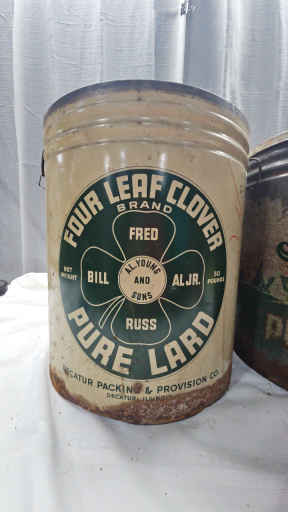 FOUR LEAF CLOVER
BRAND
FRED
NET
WEIGHT
BILL
AL. YOUNG
AND
SONS
AL JR.
50
POUNDS
RUSS
PURE LARD
DECATUR PACKING & PROVISION CO.
DECATUR, ILLINOIS